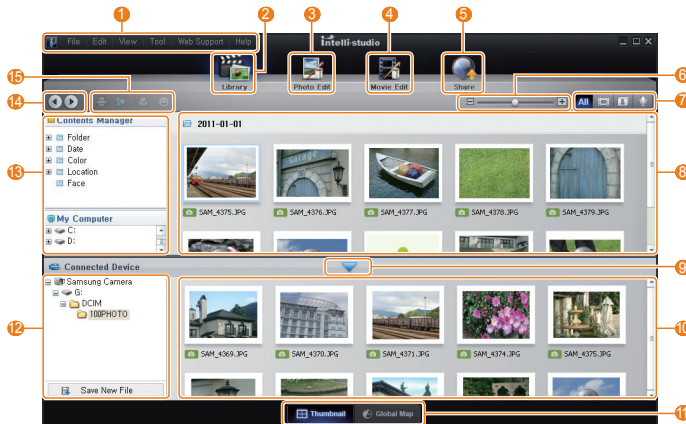 1
2
3
4
5
File Edit View Tool Web Support Help
intelli-studio
15
Library
Photo Edit
Movie Edit
Share
6
14
All
7
Contents Manager
2011-01-01
Folder
Date
Color
Location
Face
13
8
SAM_4375.JPG
SAM_4376.JPG
SAM_4377.JPG
SAM_4378.JPG
SAM_4379.JPG
My Computer
C:
D:
Connected Device
9
Samsung Camera
G:
DCIM
100PHOTO
12
10
SAM_4369.JPG
SAM_4370.JPG
SAM_4371.JPG
SAM_4374.JPG
SAM_4375.JPG
Save New File
Thumbnail
Global Map
11